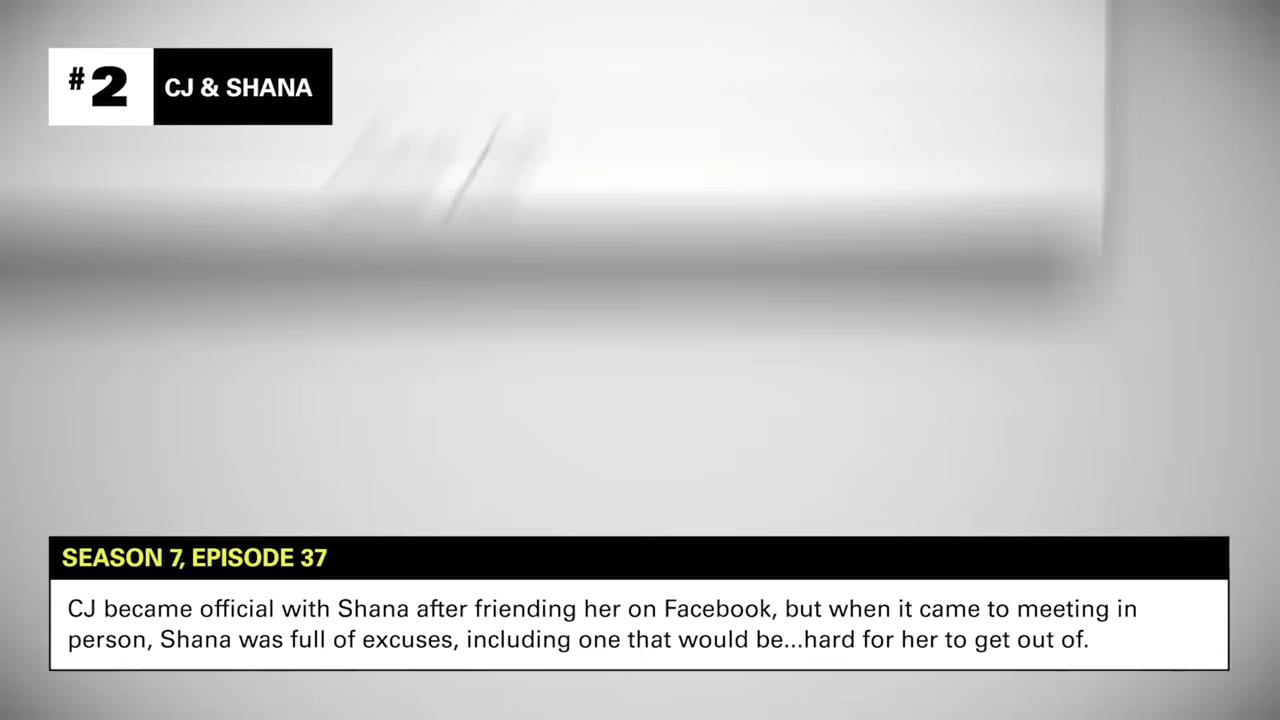 #2 CJ & SHANA
SEASON 7, EPISODE 37
CJ became official with Shana after friending her on Facebook, but when it came to meeting in
person, Shana was full of excuses, including one that would be...hard for her to get out of.